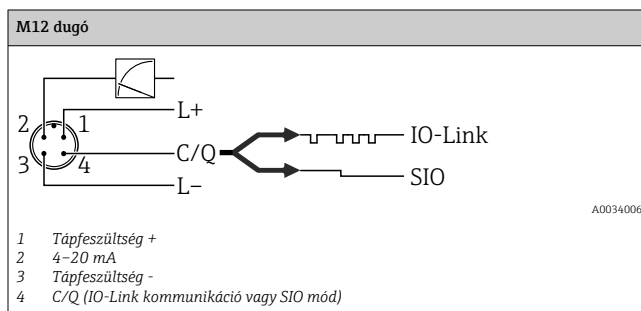 M12 dugó
2 1
L+
C/Q
IO-Link
3 4
L–
SIO
A0034006
1 Tápfeszültség +
2 4–20 mA
3 Tápfeszültség -
4 C/Q (IO-Link kommunikáció vagy SIO mód)